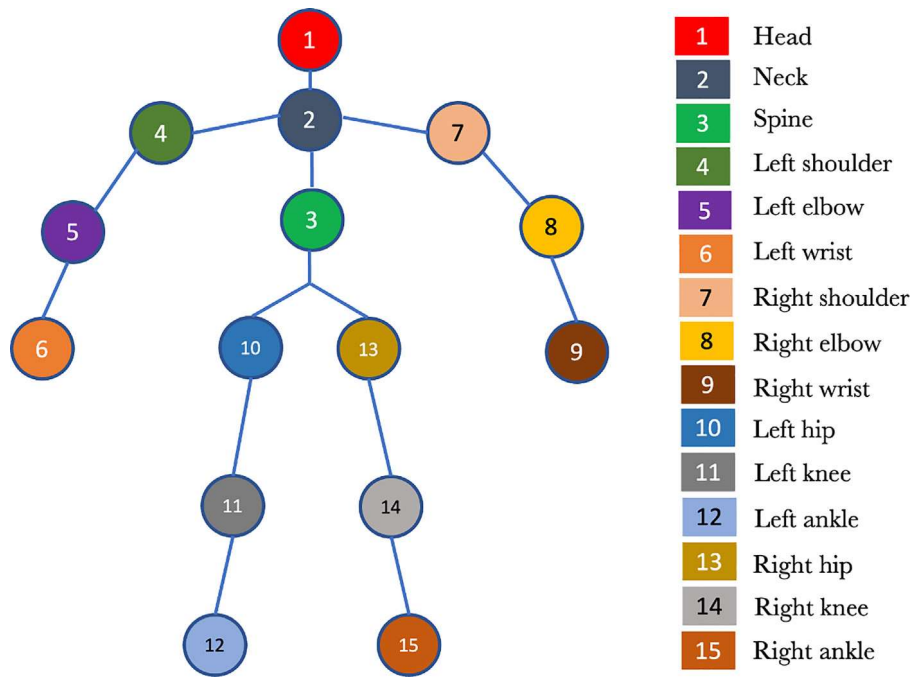 1
2
4
7
3
5
8
6
10
13
9
11
14
12
15
1 Head
2 Neck
3 Spine
4 Left shoulder
5 Left elbow
6 Left wrist
7 Right shoulder
8 Right elbow
9 Right wrist
10 Left hip
11 Left knee
12 Left ankle
13 Right hip
14 Right knee
15 Right ankle